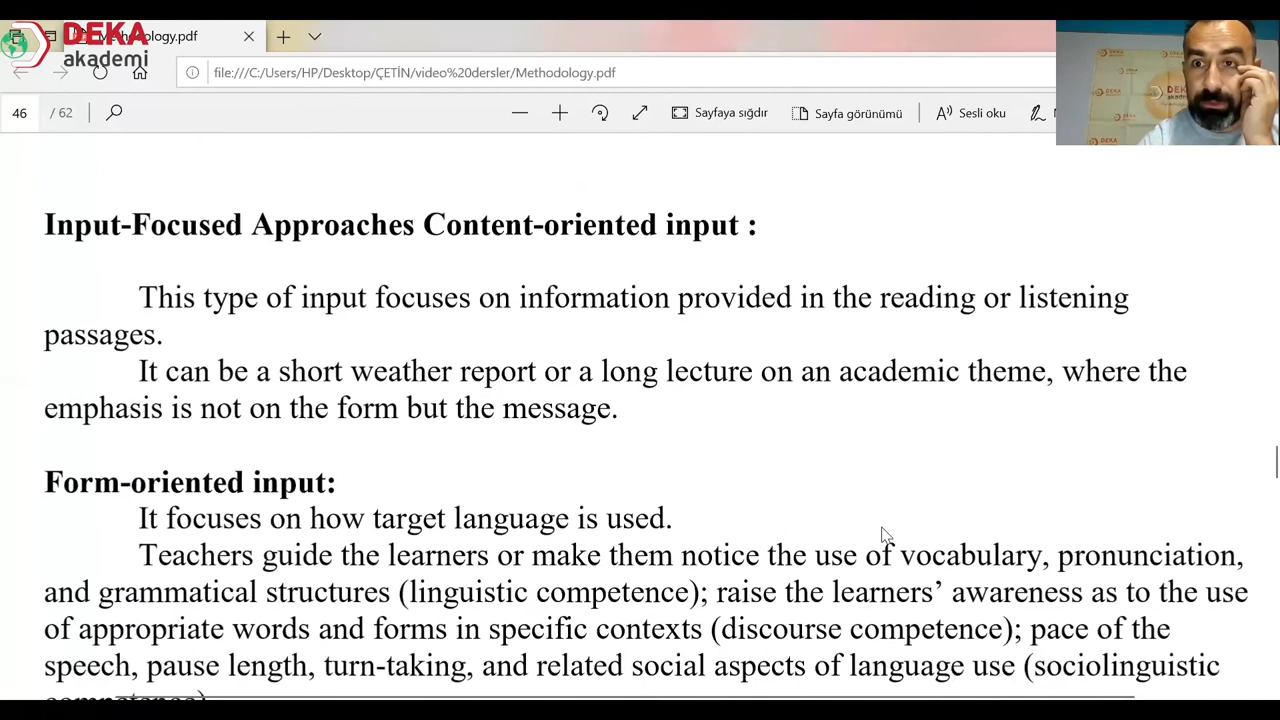 DEKA
akademi
Methodology.pdf
file:///C:/Users/HP/Desktop/ÇETİN/video%20dersler/Methodology.pdf
46 / 62
Sayfaya sığdır
Sayfa görünümü
Sesli oku
Input-Focused Approaches Content-oriented input :
This type of input focuses on information provided in the reading or listening
passages.
It can be a short weather report or a long lecture on an academic theme, where the
emphasis is not on the form but the message.
Form-oriented input:
It focuses on how target language is used.
Teachers guide the learners or make them notice the use of vocabulary, pronunciation,
and grammatical structures (linguistic competence); raise the learners’ awareness as to the use
of appropriate words and forms in specific contexts (discourse competence); pace of the
speech, pause length, turn-taking, and related social aspects of language use (sociolinguistic